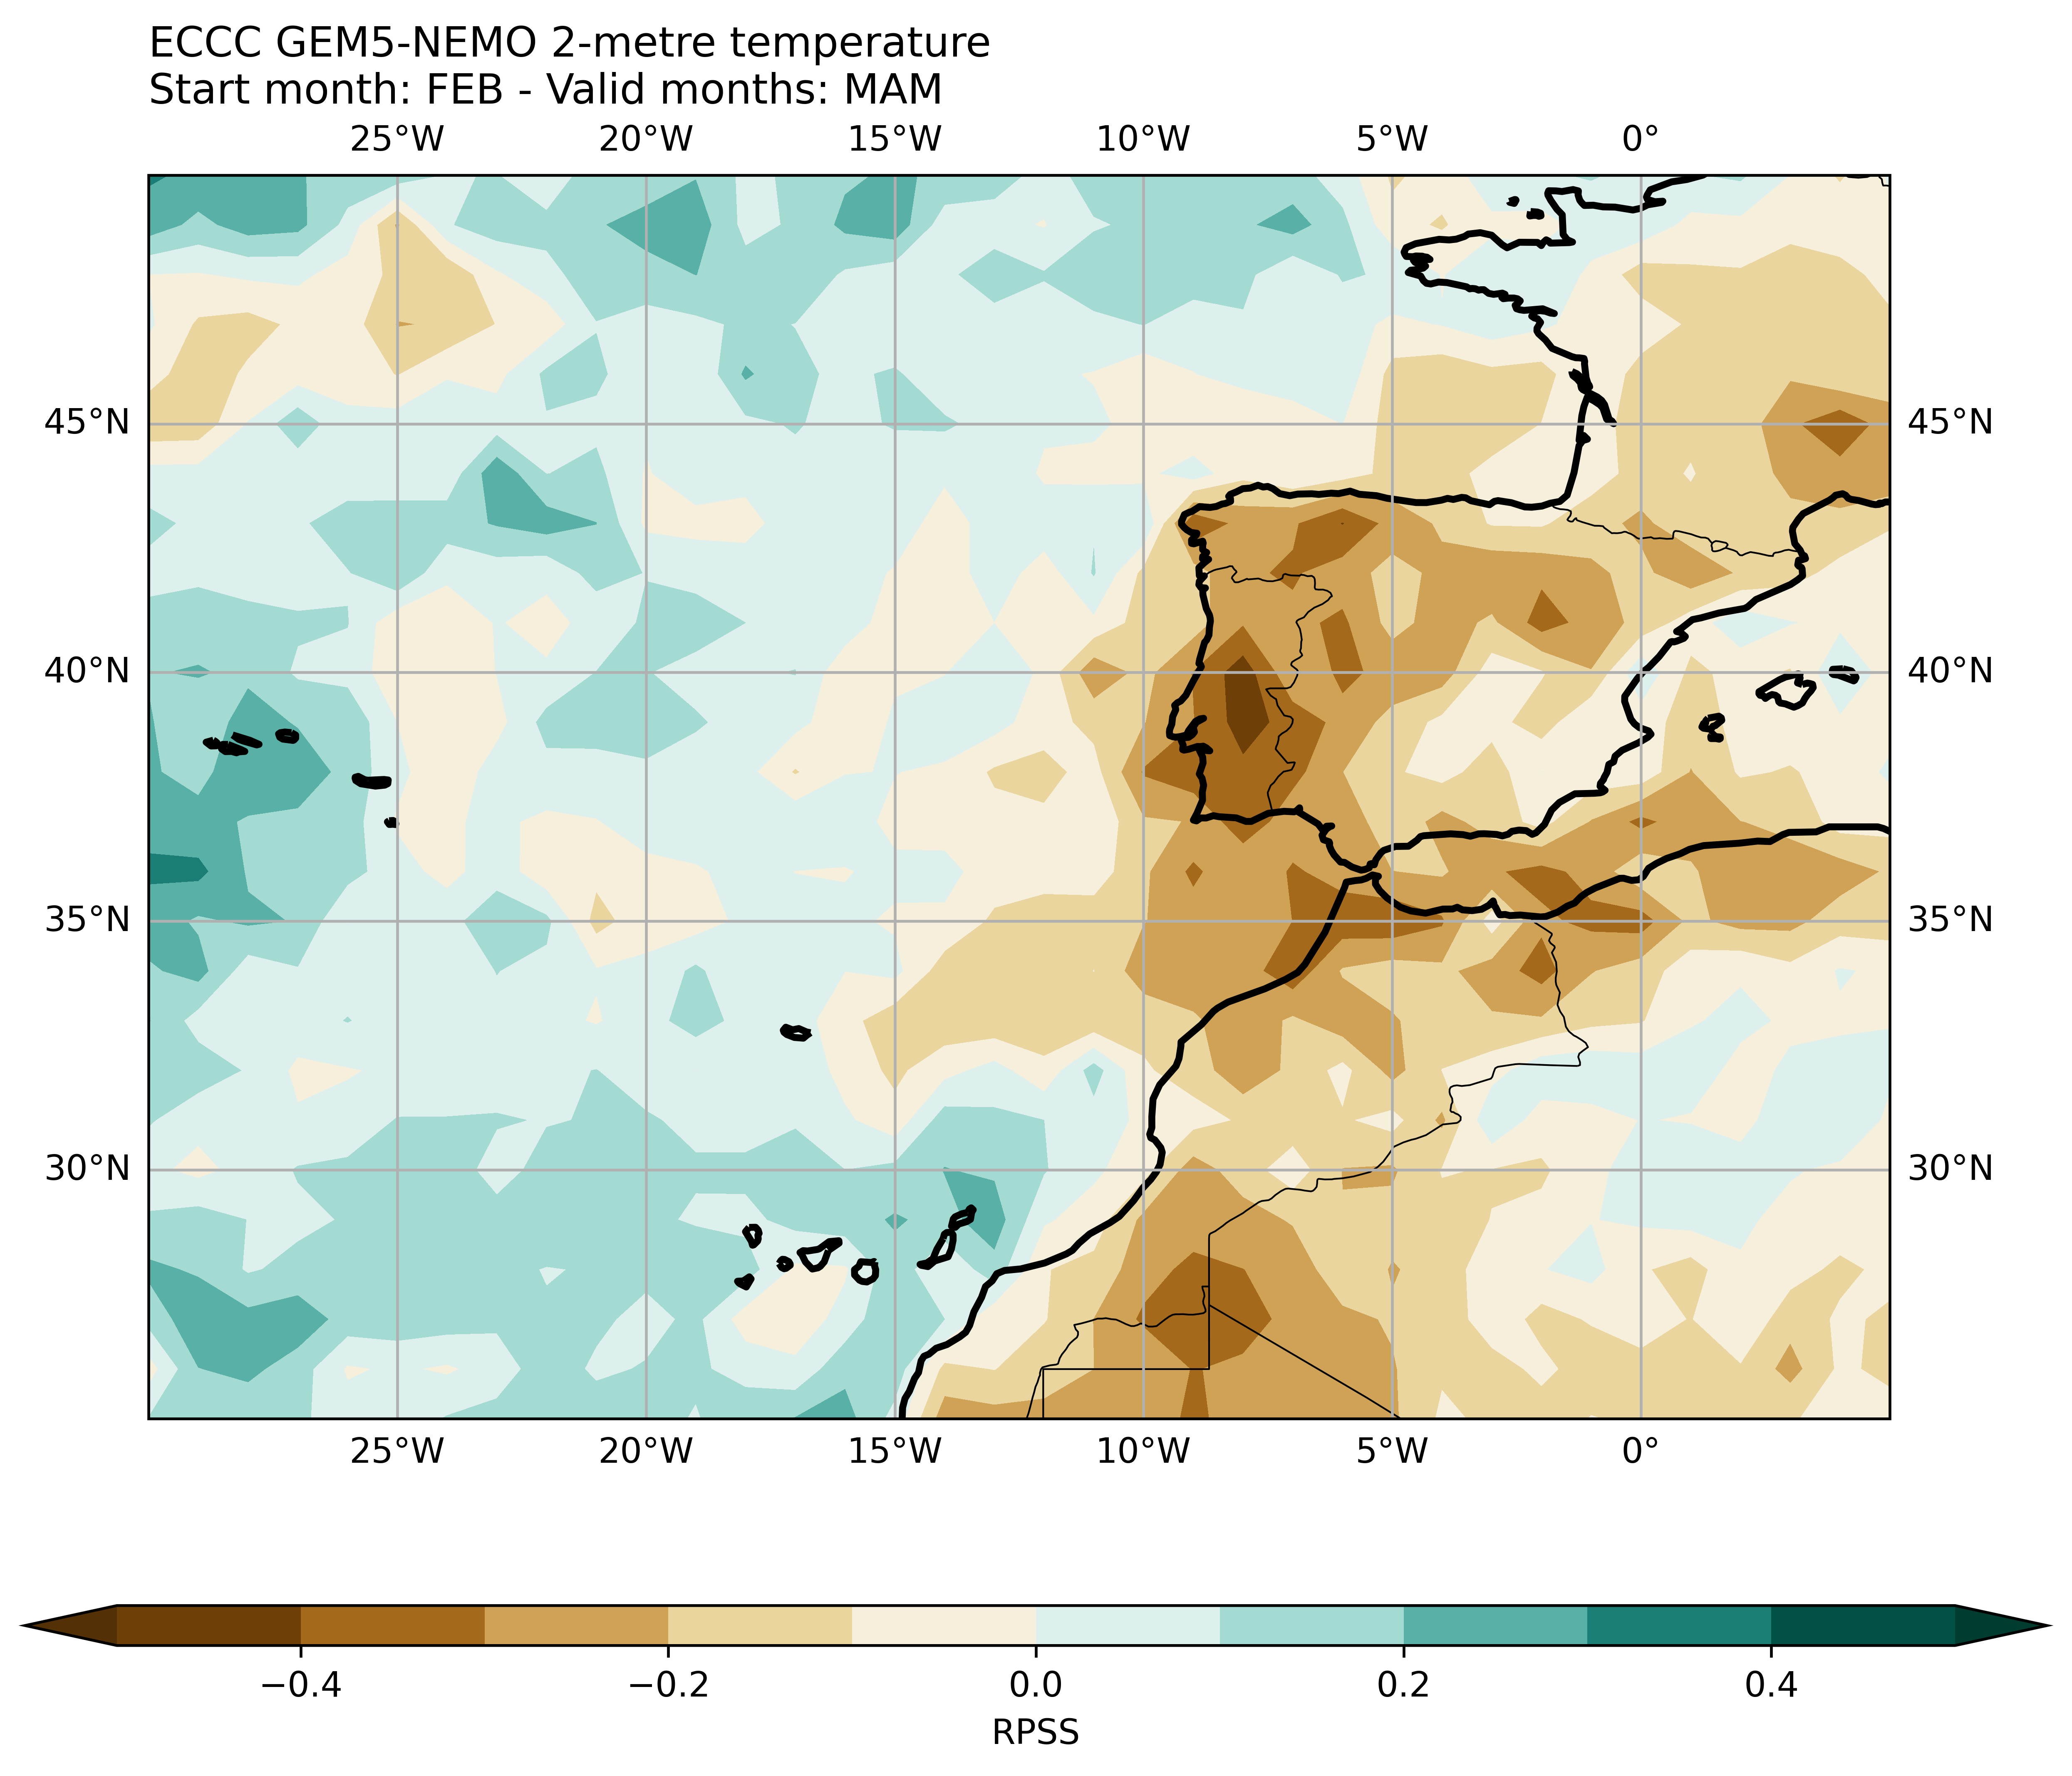 ECCC GEM5-NEMO 2-metre temperature
Start month: FEB - Valid months: MAM
25°W 20°W 15°W 10°W 5°W 0°
45°N 45°N
40°N 40°N
35°N 35°N
30°N 30°N
25°W 20°W 15°W 10°W 5°W 0°
−0.4 −0.2 0.0 0.2 0.4
RPSS